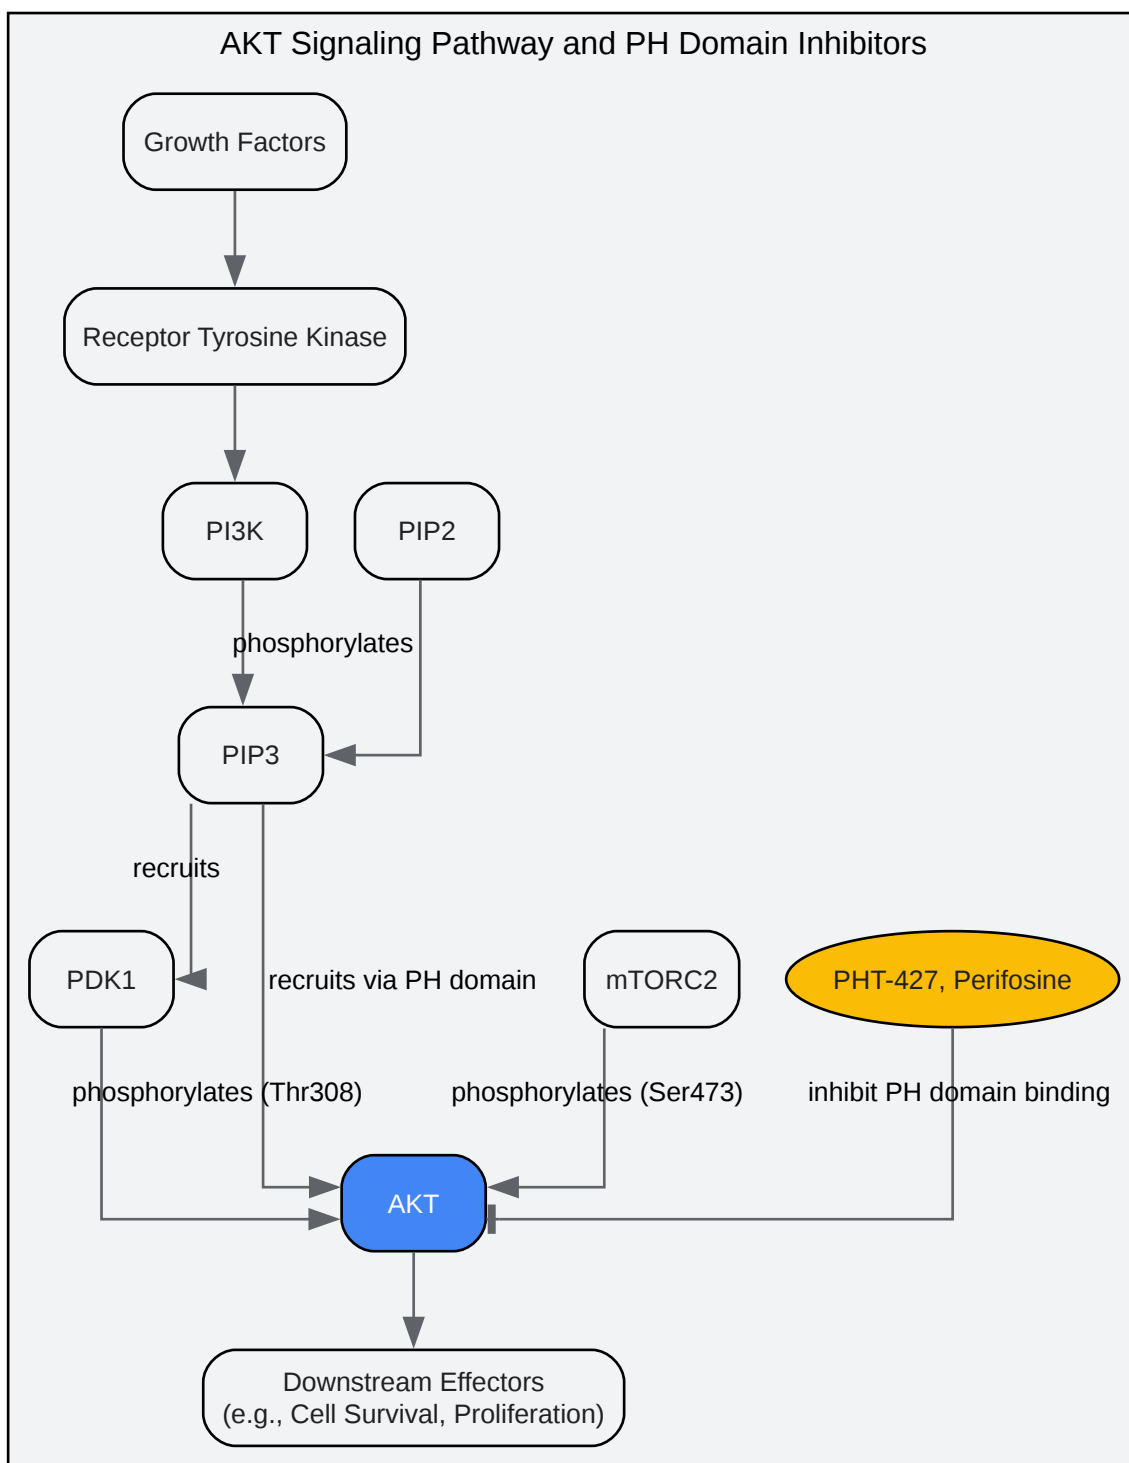 AKT Signaling Pathway and PH Domain Inhibitors
Growth Factors
Receptor Tyrosine Kinase
PI3K
PIP2
phosphorylates
PIP3
recruits
PDK1
recruits via PH domain
mTORC2
PHT-427, Perifosine
phosphorylates (Thr308)
phosphorylates (Ser473)
inhibit PH domain binding
AKT
Downstream Effectors
(e.g., Cell Survival, Proliferation)